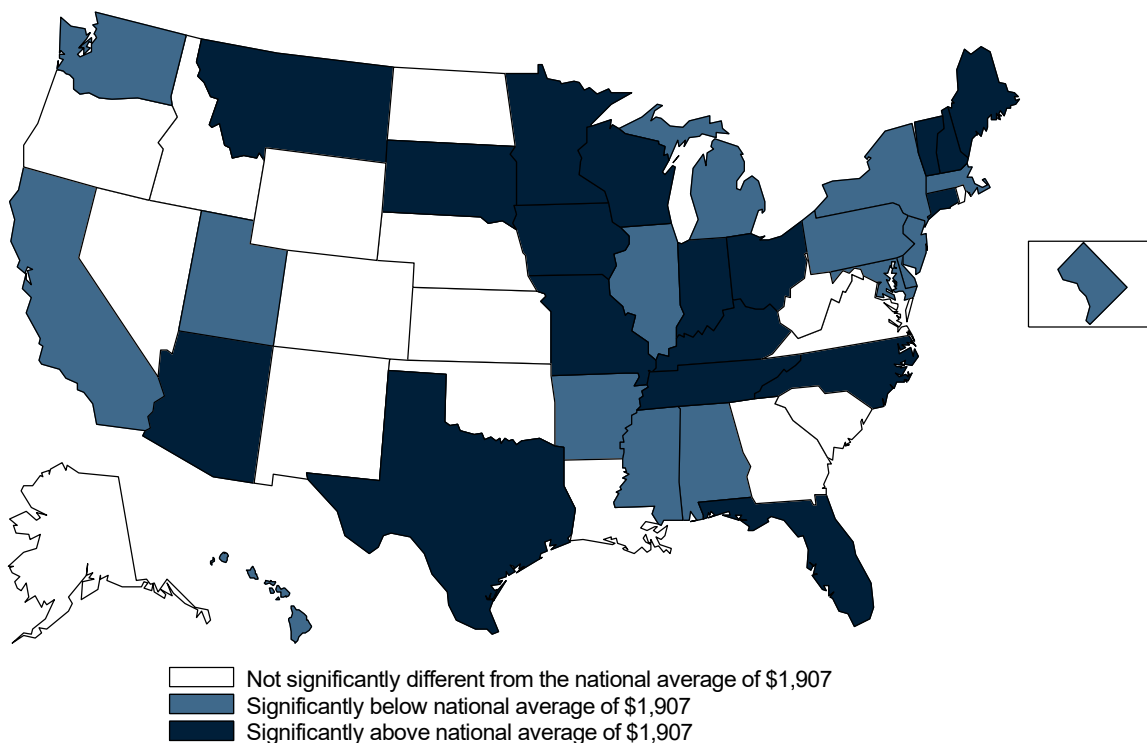 Not significantly different from the national average of $1,907
Significantly below national average of $1,907
Significantly above national average of $1,907